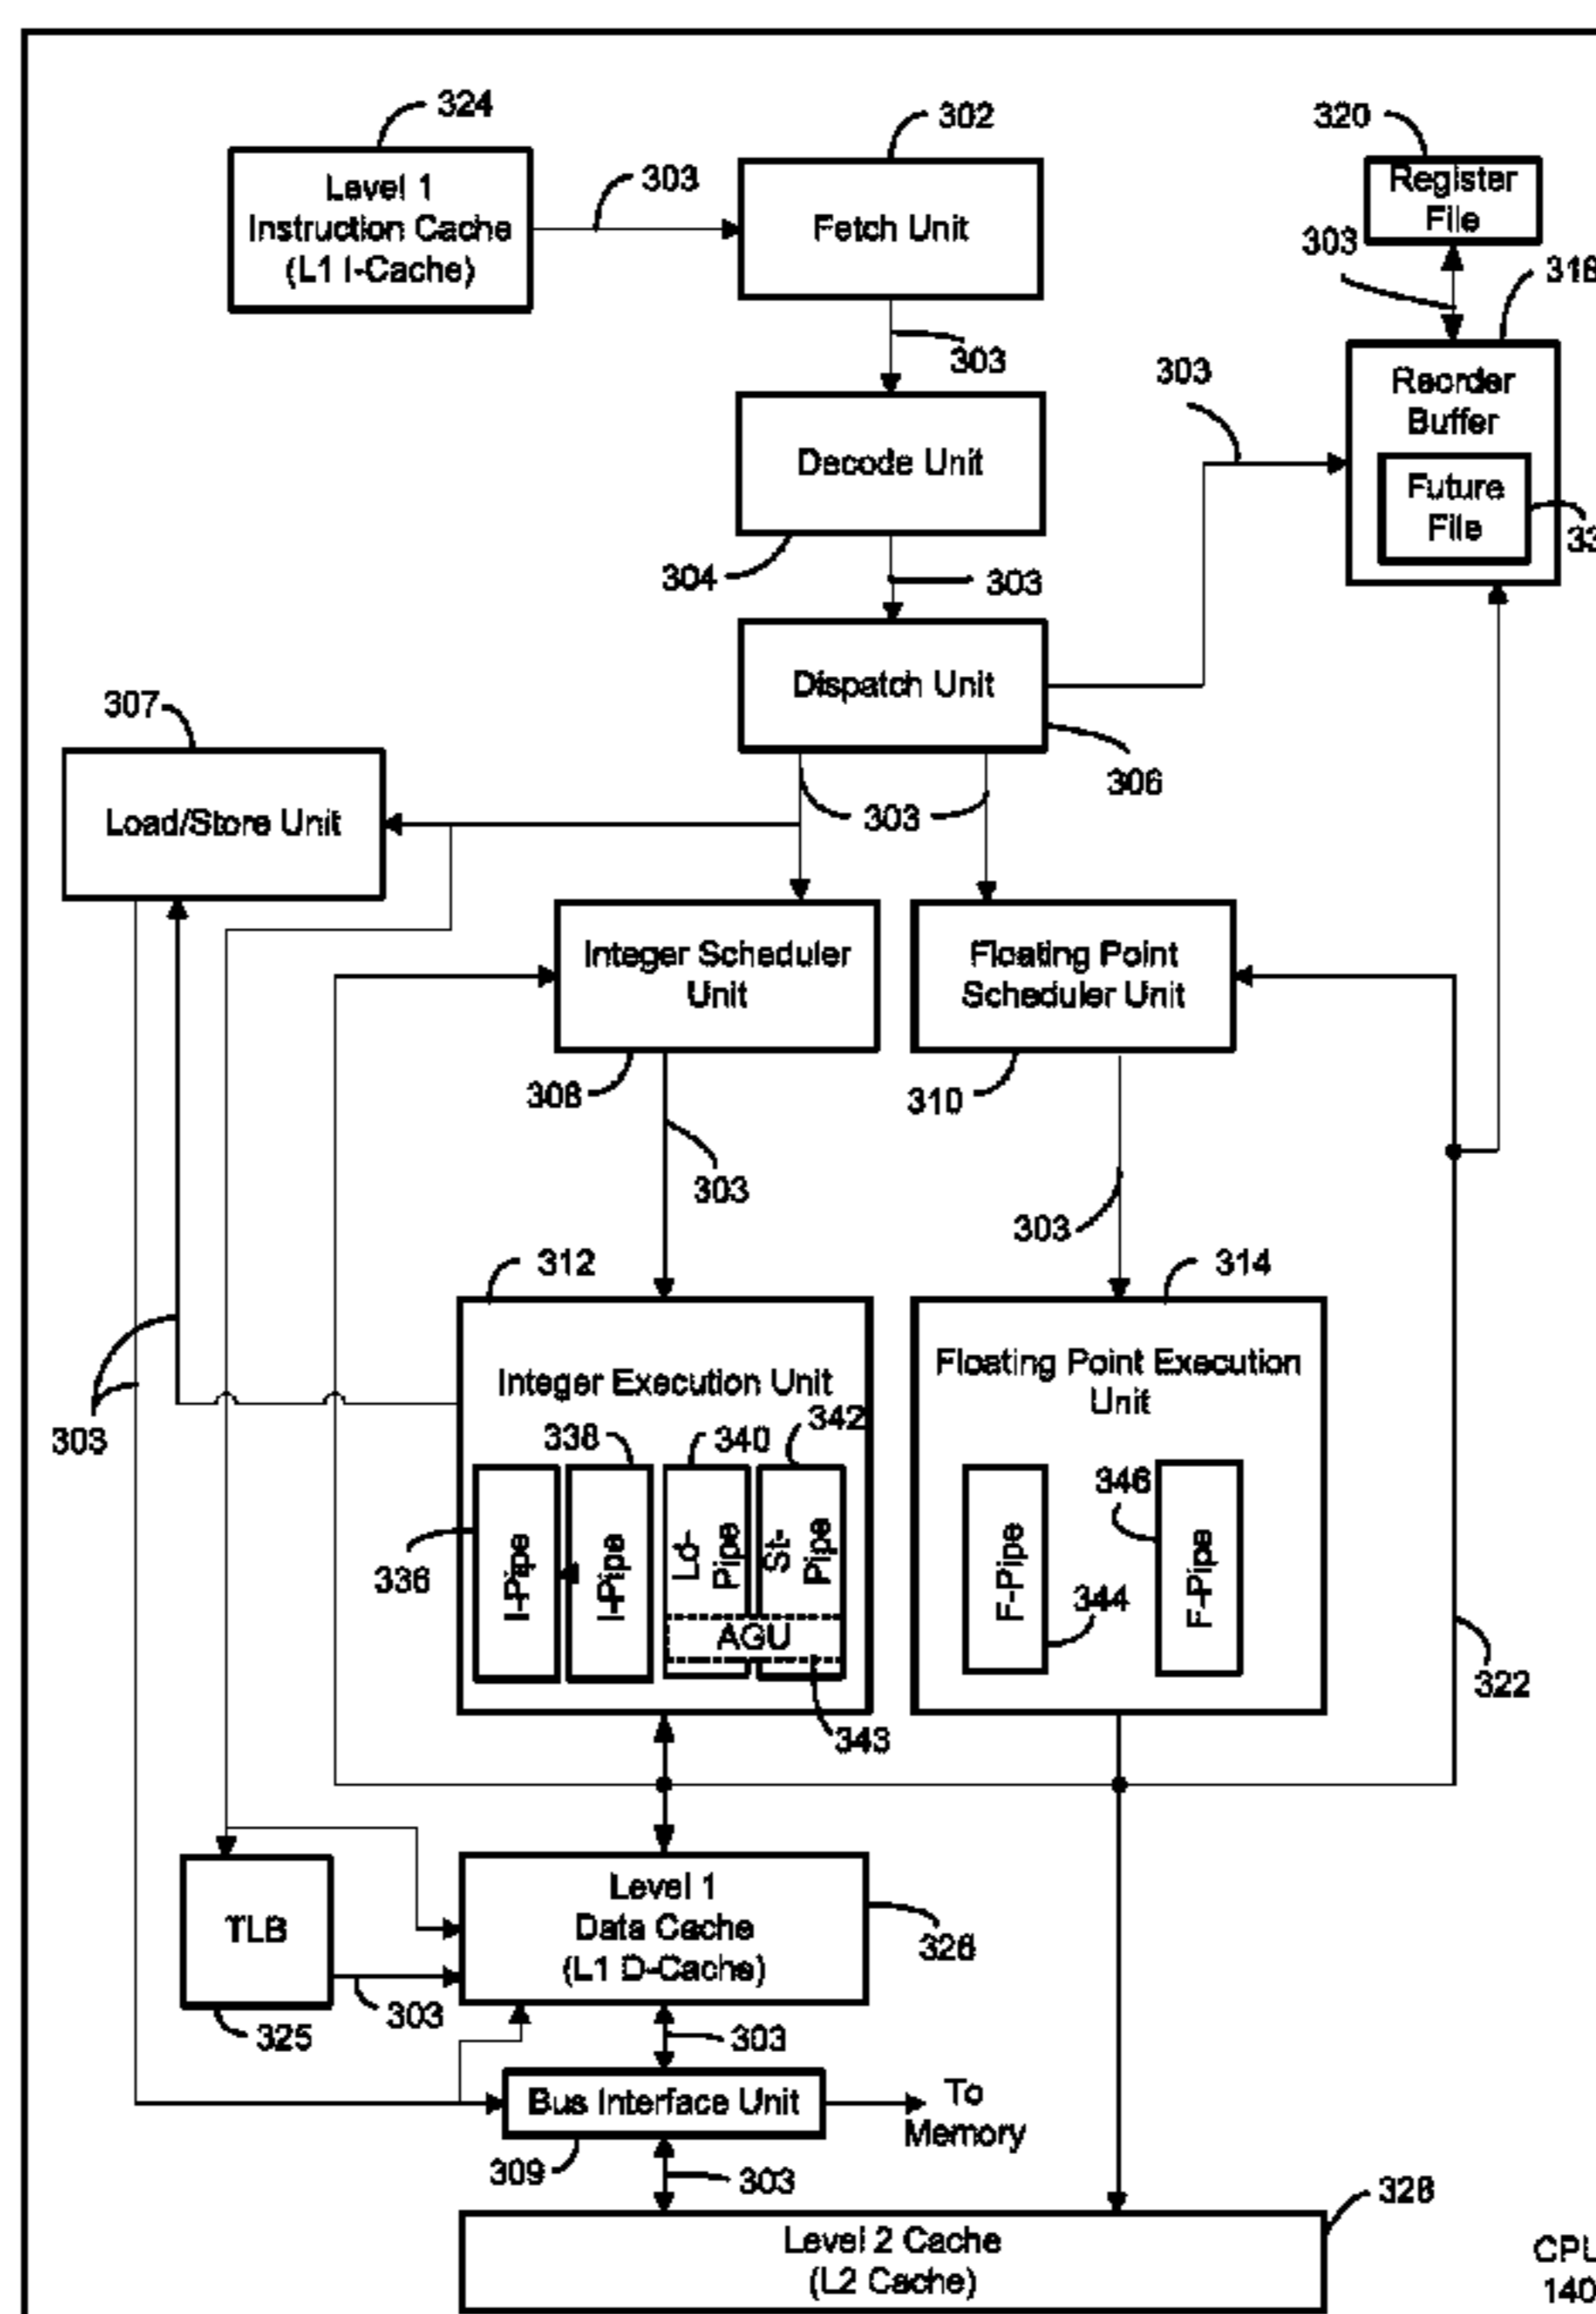 324
Level 1
Instruction Cache
(L1 I-Cache)
303
302
Fetch Unit
320
Register
File
303
318
303
303
Reorder
Buffer
Future
File
Decode Unit
304
303
Dispatch Unit
306
307
Load/Store Unit
303
Integer Scheduler
Unit
308
Floating Point
Scheduler Unit
310
303
303
312
Integer Execution Unit
314
Floating Point Execution
Unit
303
338
340
342
336
I-Pipe
I-Pipe
Ld-
Pipe
St-
Pipe
AGU
343
F-Pipe
344
346
F-Pipe
322
TLB
325
303
Level 1
Data Cache
(L1 D-Cache)
326
303
Bus Interface Unit
309
To
Memory
303
328
Level 2 Cache
(L2 Cache)
CPU
140